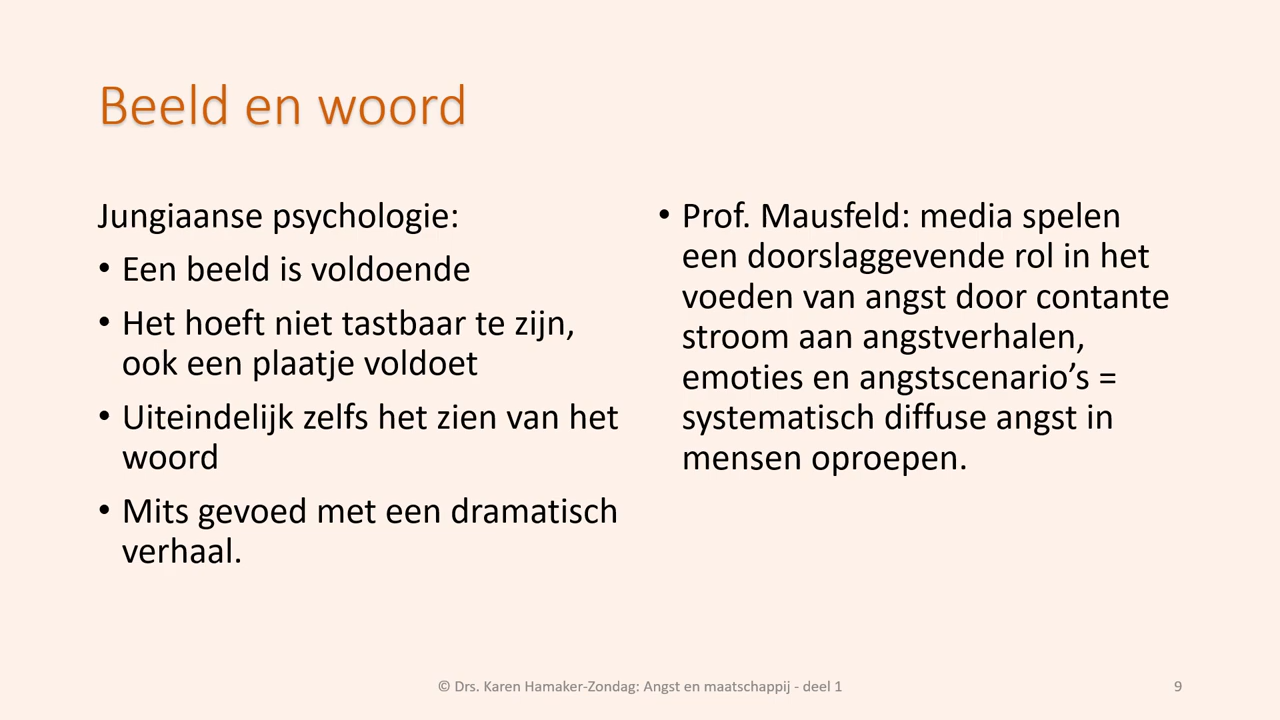 Beeld en woord
Jungiaanse psychologie:
• Een beeld is voldoende
• Het hoeft niet tastbaar te zijn,
ook een plaatje voldoet
• Uiteindelijk zelfs het zien van het
woord
• Mits gevoed met een dramatisch
verhaal.
• Prof. Mausfeld: media spelen
een doorslaggevende rol in het
voeden van angst door contante
stroom aan angstverhalen,
emoties en angstscenario’s =
systematisch diffuse angst in
mensen oproepen.
© Drs. Karen Hamaker-Zondag: Angst en maatschappij - deel 1
9